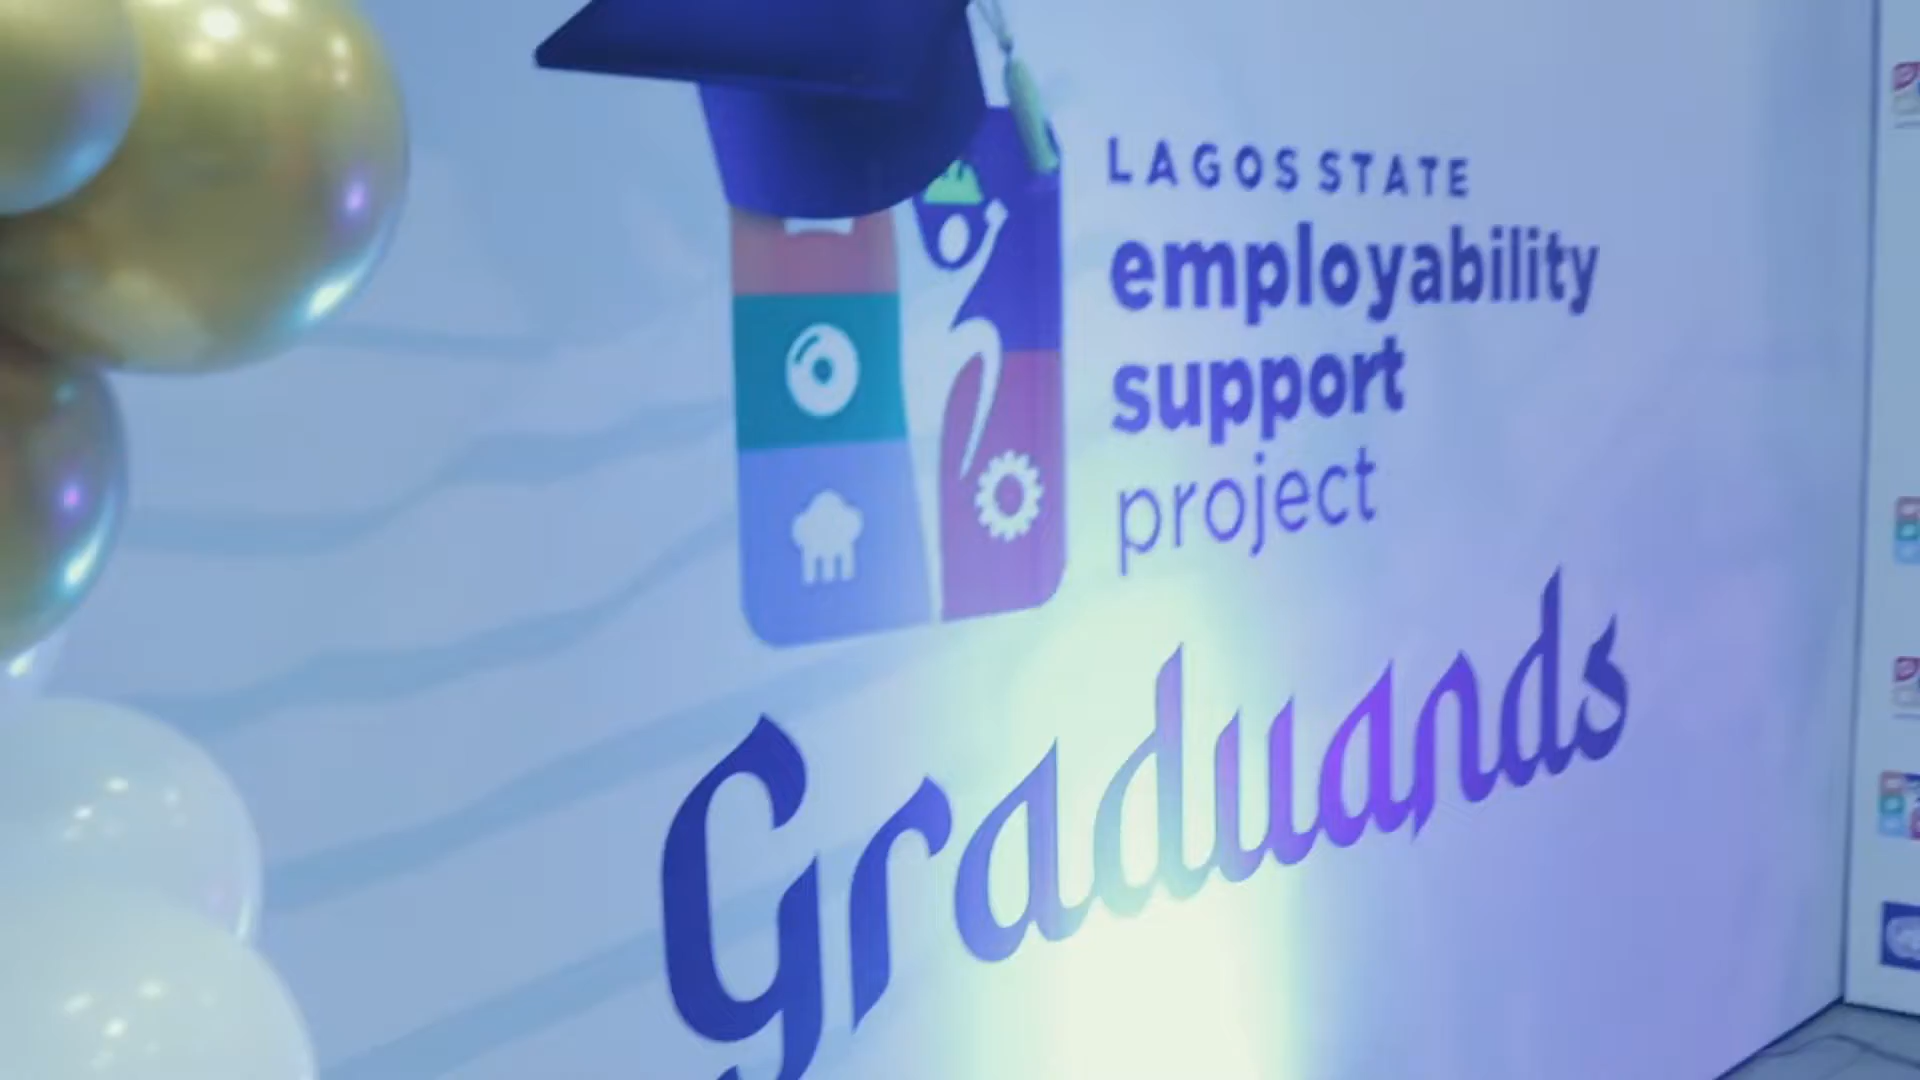 LAGOS STATE
employability
support
project
Graduands